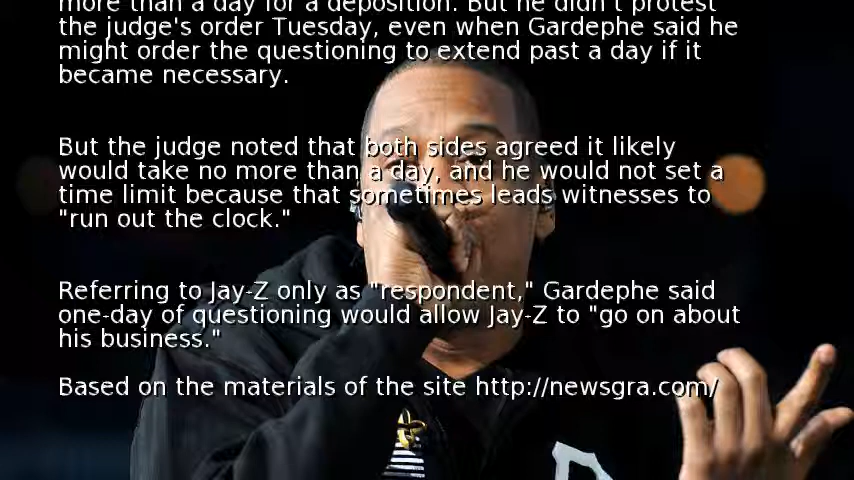 more than a day for a deposition. But he didn't protest
the judge's order Tuesday, even when Gardephe said he
might order the questioning to extend past a day if it
became necessary.
But the judge noted that both sides agreed it likely
would take no more than a day, and he would not set a
time limit because that sometimes leads witnesses to
"run out the clock."
Referring to Jay-Z only as "respondent," Gardephe said
one-day of questioning would allow Jay-Z to "go on about
his business."
Based on the materials of the site http://newsgra.com/